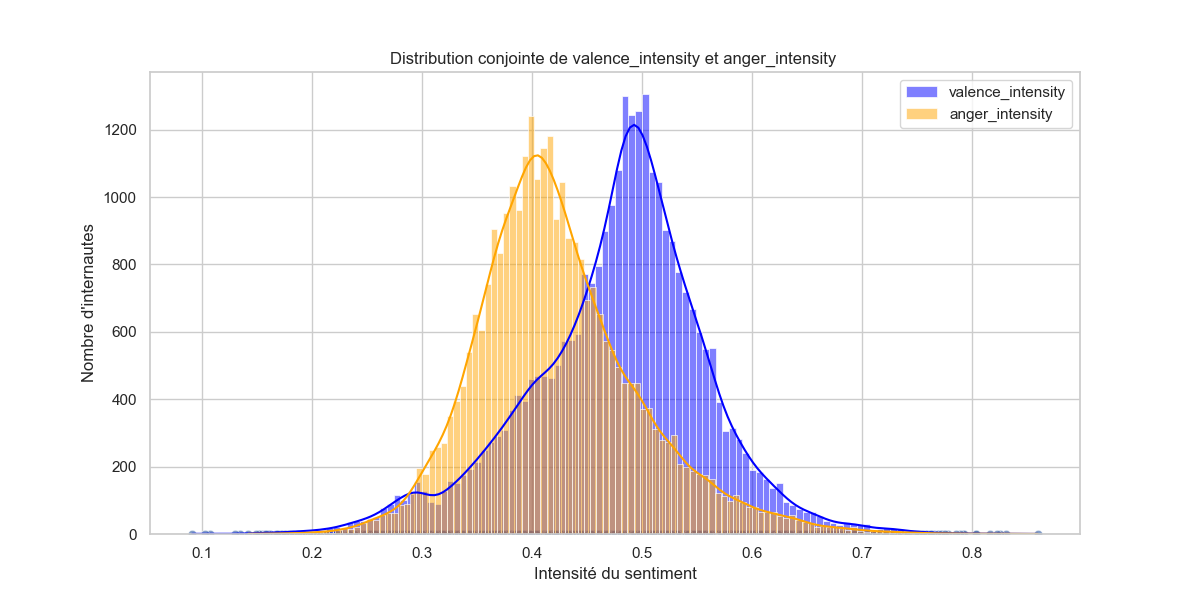 Distribution conjointe de valence_intensity et anger_intensity
valence_intensity
anger_intensity
Nombre d'internautes
1200
1000
800
600
400
200
0
0.1 0.2 0.3 0.4 0.5 0.6 0.7 0.8
Intensité du sentiment